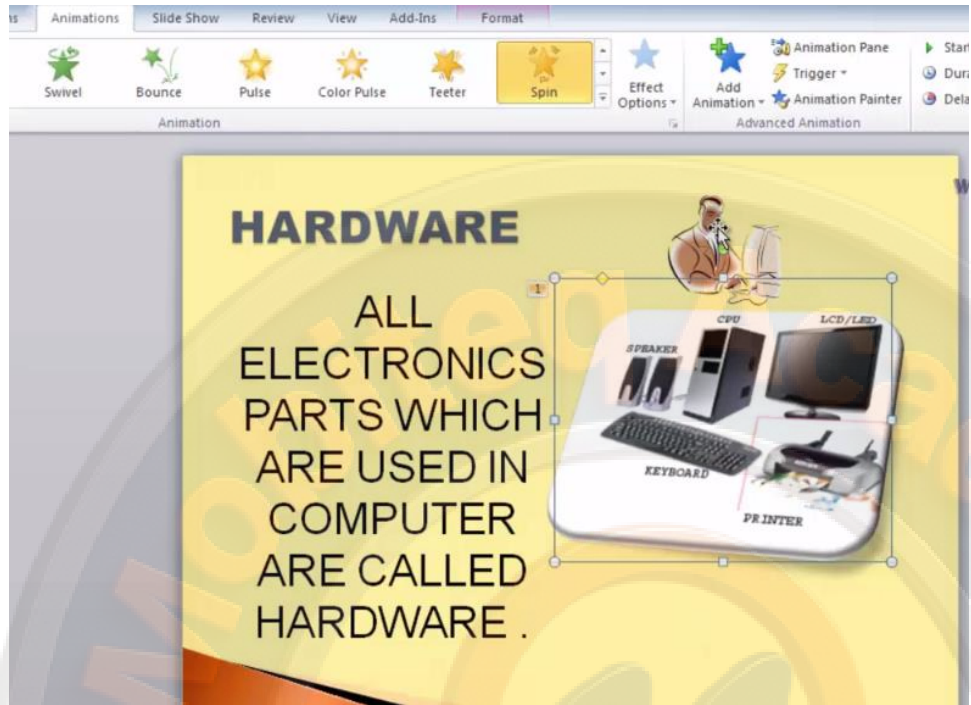 Animations Slide Show Review View Add-Ins Format
Swivel Bounce Pulse Color Pulse Teeter Spin
Effect Options
Add Animation
Animation Pane
Trigger
Animation Painter
Animation
Advanced Animation
HARDWARE
1
ALL
ELECTRONICS
PARTS WHICH
ARE USED IN
COMPUTER
ARE CALLED
HARDWARE .
CPU
LCD/LED
SPEAKER
KEYBOARD
PRINTER